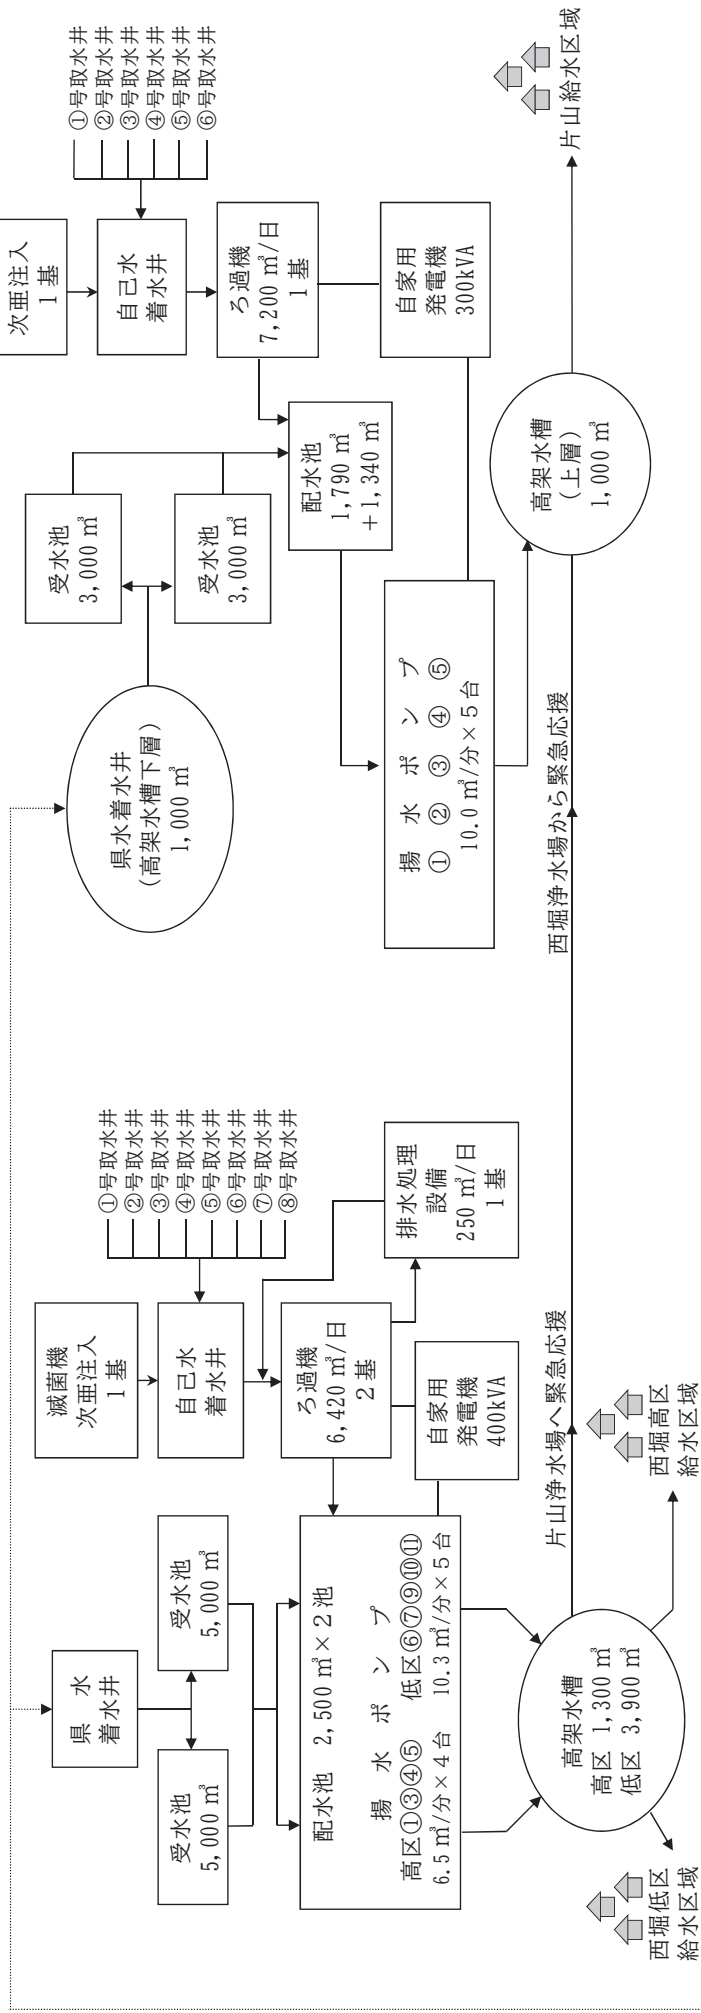 滅菌機
次亜注入
1 基
県 水
着水井
受水池
5,000 ㎥
受水池
5,000 ㎥
自己水
着水井
①号取水井
②号取水井
③号取水井
④号取水井
⑤号取水井
⑥号取水井
⑦号取水井
⑧号取水井
ろ過機
6,420 ㎥/日
2 基
排水処理
設備
250 ㎥/日
1 基
自家用
発電機
400kVA
配水池 2,500 ㎥×2池
揚 水 ポ ン プ
高区①③④⑤ 低区⑥⑦⑨⑩⑪
6.5 ㎥/分×4台 10.3 ㎥/分×5台
高架水槽
高区 1,300 ㎥
低区 3,900 ㎥
西堀低区
給水区域
西堀高区
給水区域
片山浄水場へ緊急応援
西堀浄水場から緊急応援
県水着水井
(高架水槽下層)
1,000 ㎥
受水池
3,000 ㎥
受水池
3,000 ㎥
次亜注入
1 基
自己水
着水井
①号取水井
②号取水井
③号取水井
④号取水井
⑤号取水井
⑥号取水井
ろ過機
7,200 ㎥/日
1 基
配水池
1,790 ㎥
＋1,340 ㎥
自家用
発電機
300kVA
揚 水 ポ ン プ
① ② ③ ④ ⑤
10.0 ㎥/分×5台
高架水槽
(上層)
1,000 ㎥
片山給水区域